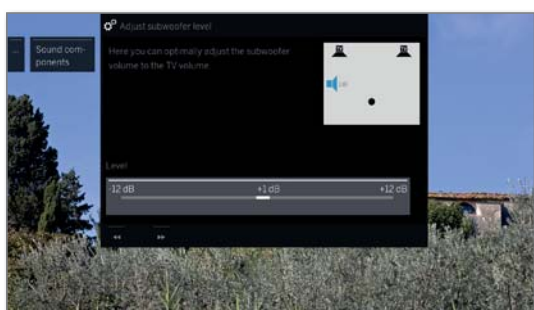 Adjust subwoofer level
...
Sound com-
ponents
Here you can optimally adjust the subwoofer
volume to the TV volume.
Level
-12 dB +1 dB +12 dB